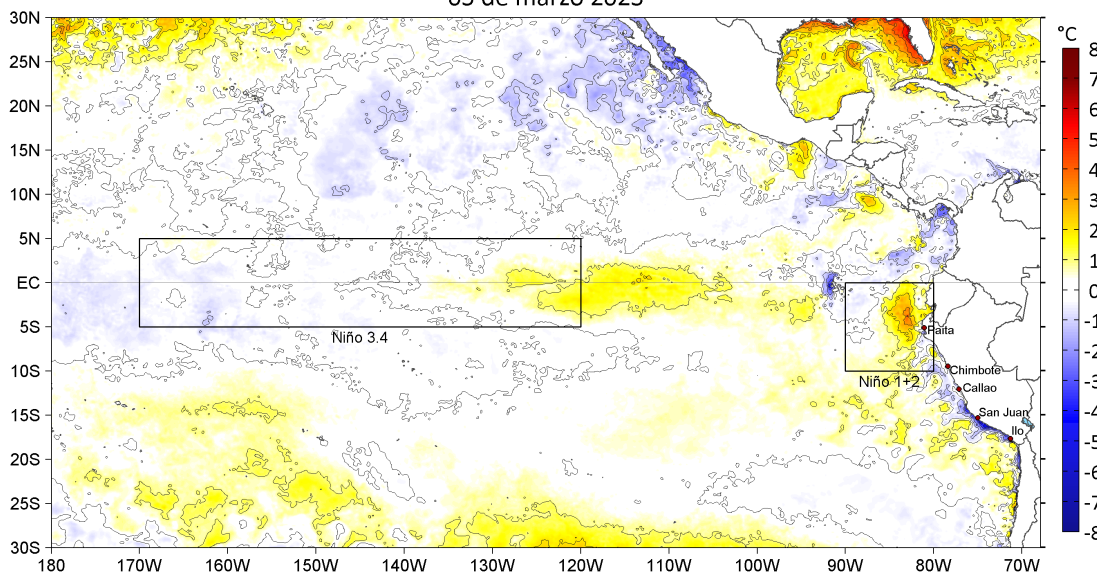 03 de marzo 2023
30N
25N
20N
15N
10N
5N
EC
5S
10S
15S
20S
25S
30S
180
170W
160W
150W
140W
130W
120W
110W
100W
90W
80W
70W
Niño 3.4
Niño 1+2
Paita
Chimbote
Callao
San Juan
Ilo
°C
8
7
6
5
4
3
2
1
0
-1
-2
-3
-4
-5
-6
-7
-8